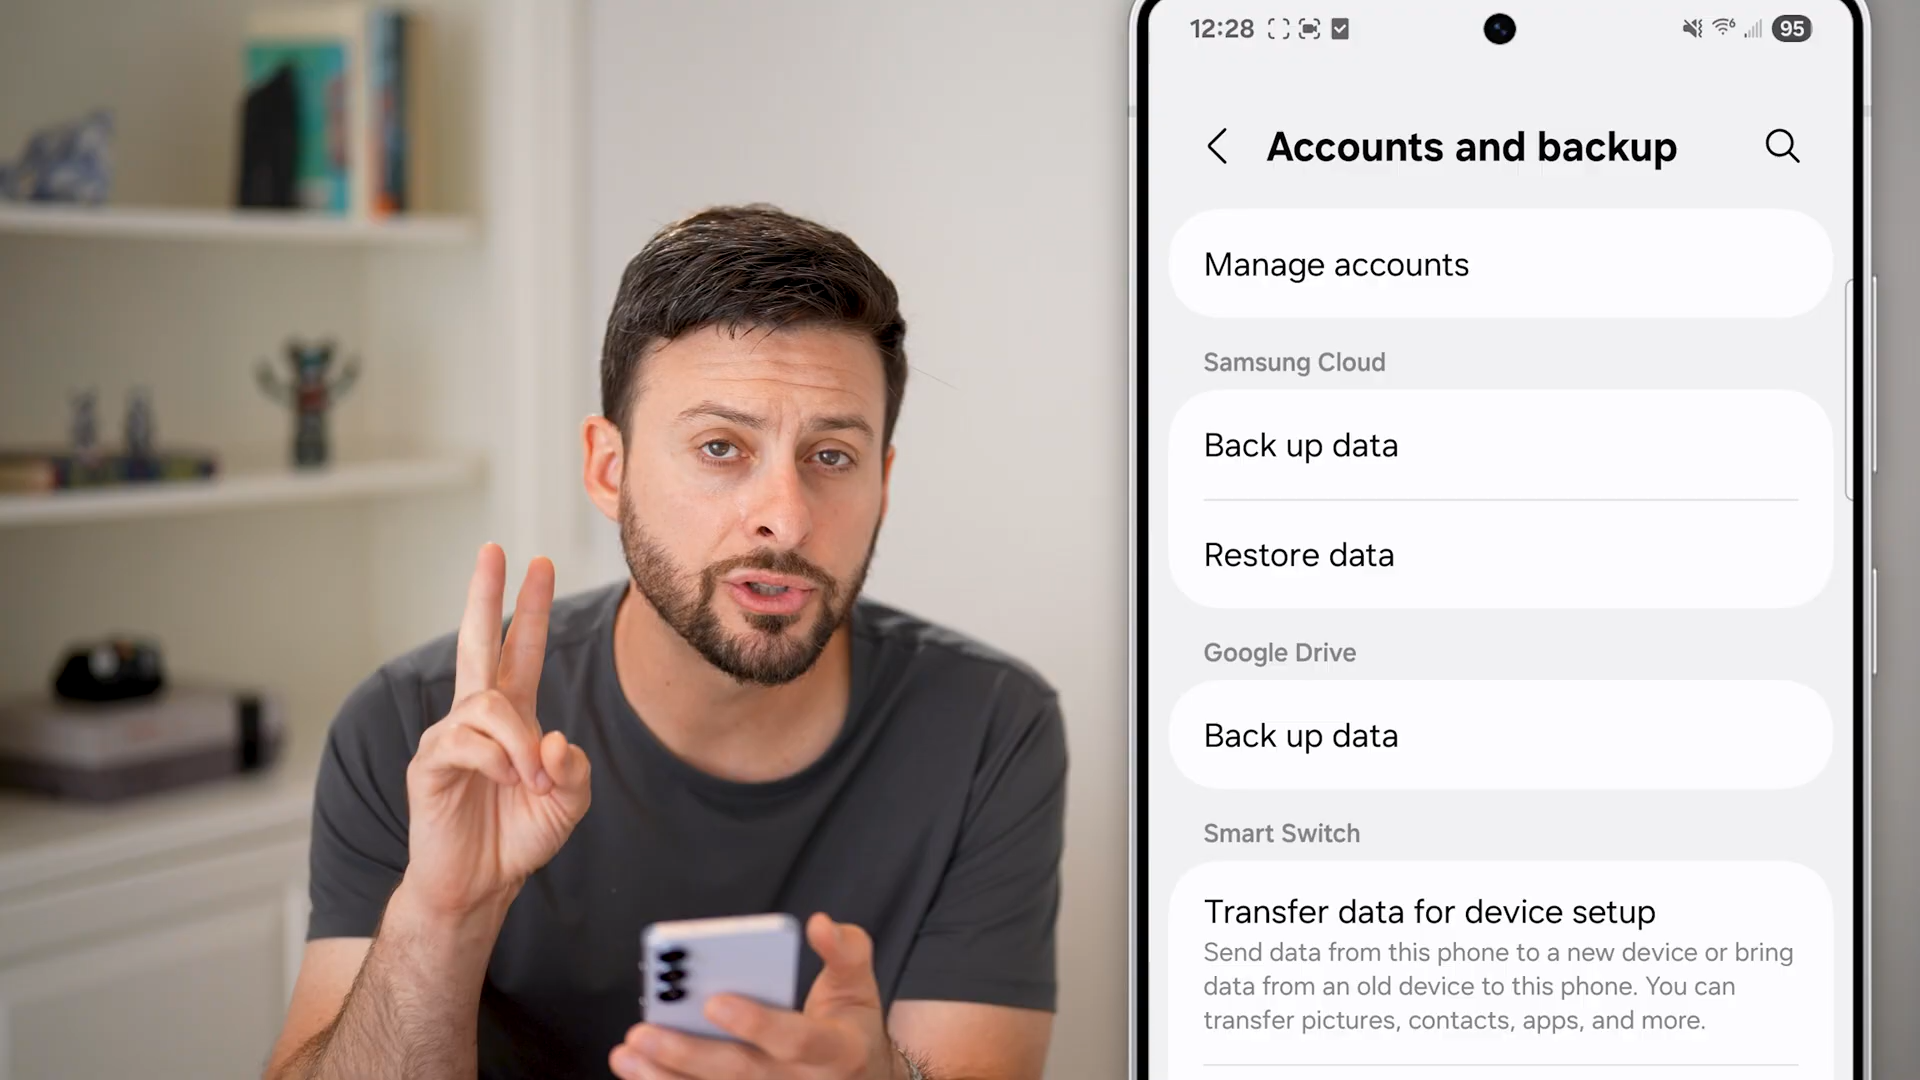 12:28
95
Accounts and backup
Manage accounts
Samsung Cloud
Back up data
Restore data
Google Drive
Back up data
Smart Switch
Transfer data for device setup
Send data from this phone to a new device or bring
data from an old device to this phone. You can
transfer pictures, contacts, apps, and more.